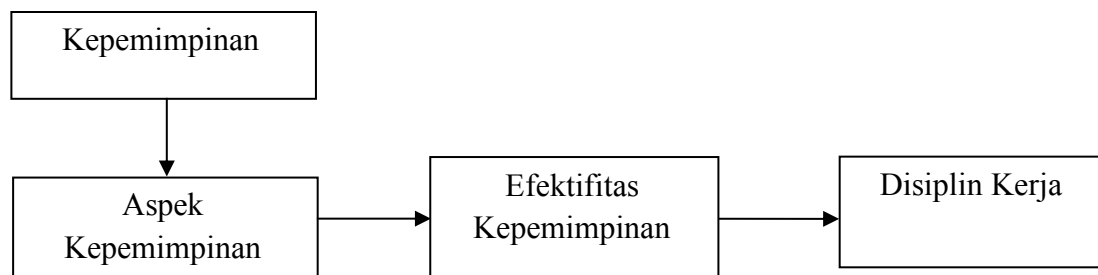 Kepemimpinan
Aspek
Kepemimpinan
Efektifitas
Kepemimpinan
Disiplin Kerja